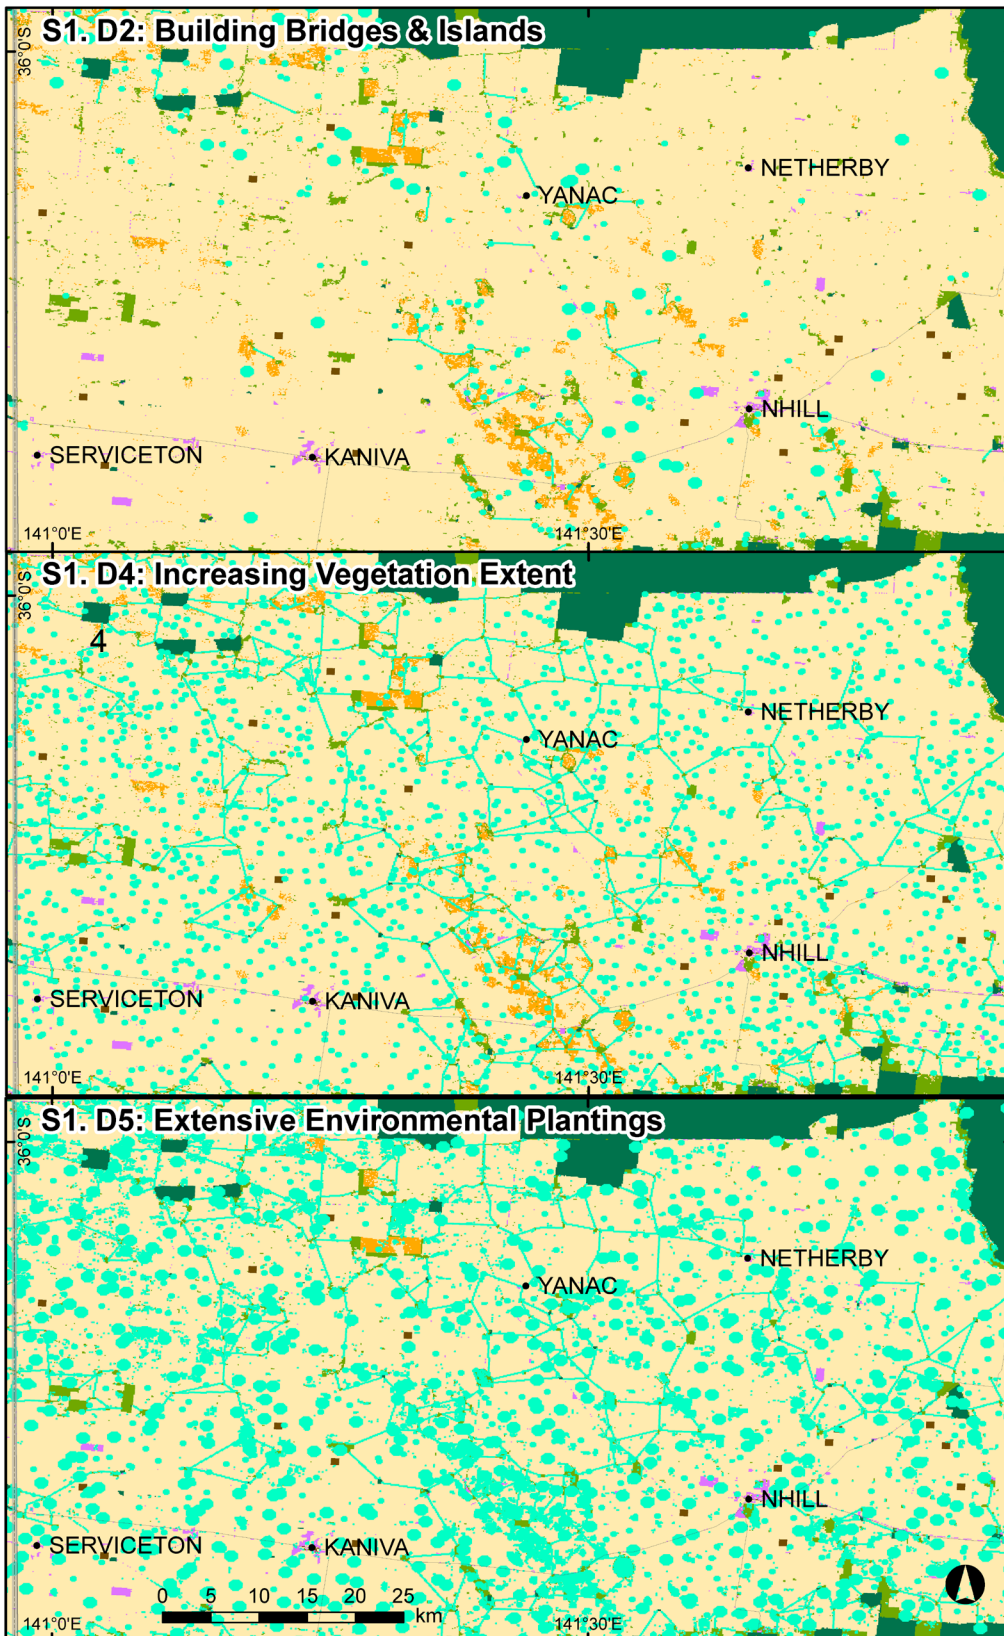 S1. D2: Building Bridges & Islands
36°0'S
NETHERBY
YANAC
NHILL
SERVICETON
KANIVA
141°0'E
141°30'E
S1. D4: Increasing Vegetation Extent
36°0'S
4
NETHERBY
YANAC
NHILL
SERVICETON
KANIVA
141°0'E
141°30'E
S1. D5: Extensive Environmental Plantings
36°0'S
NETHERBY
YANAC
NHILL
SERVICETON
KANIVA
0 5 10 15 20 25
km
141°0'E
141°30'E